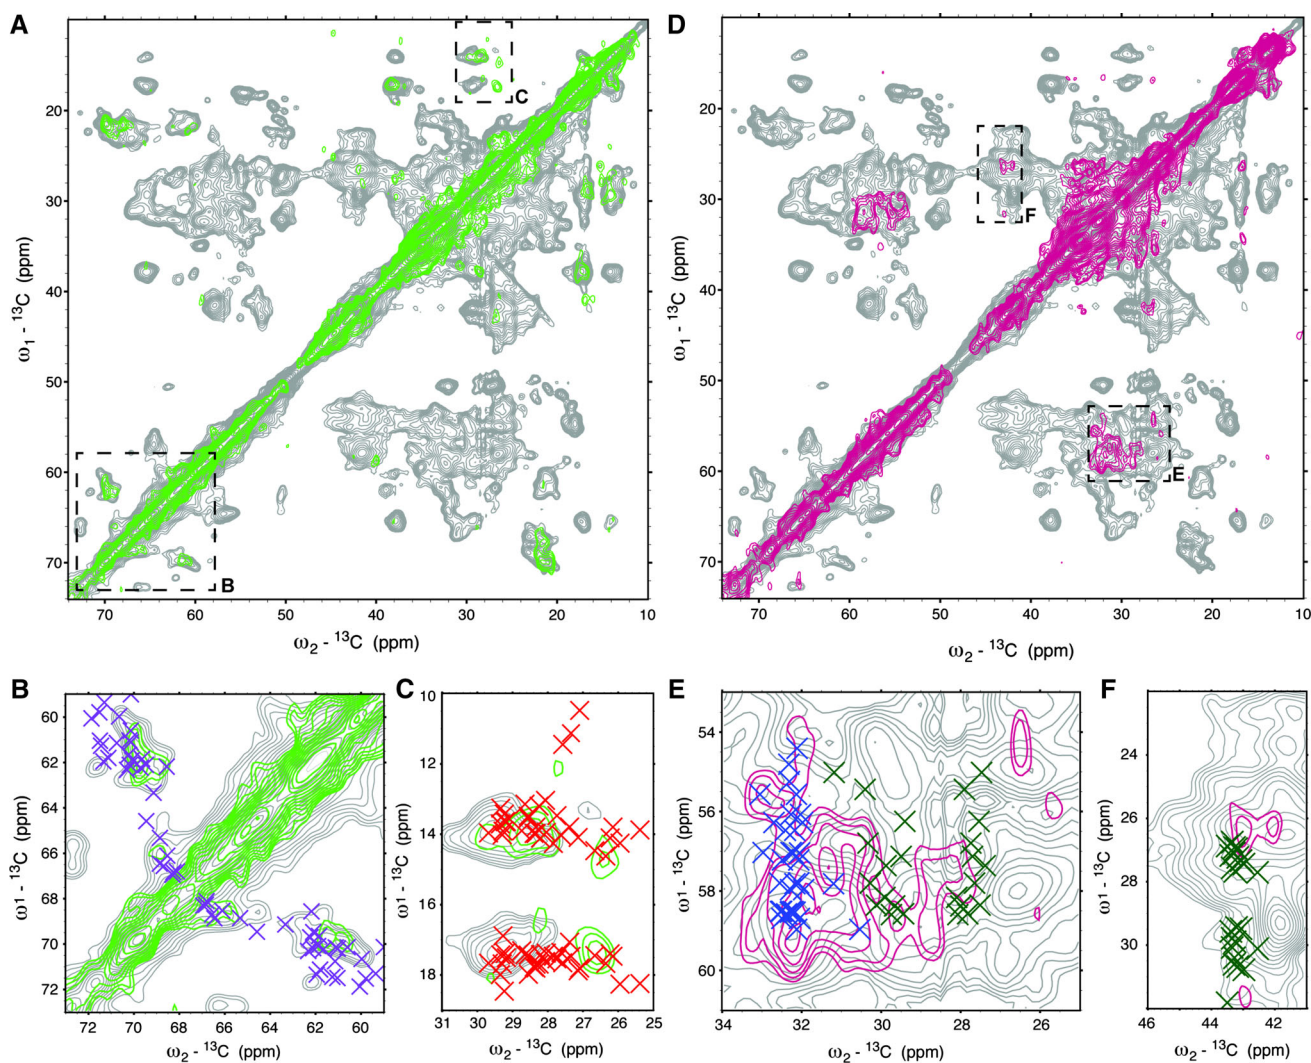 A
D
20
30
40
50
60
70
ω1 - 13C (ppm)
C
B
70 60 50 40 30 20 10
ω2 - 13C (ppm)
20
30
40
50
60
70
ω1 - 13C (ppm)
F
E
70 60 50 40 30 20 10
ω2 - 13C (ppm)
B
60
62
64
66
68
70
72
ω1 - 13C (ppm)
72 70 68 66 64 62 60
ω2 - 13C (ppm)
C
10
12
14
16
18
31 30 29 28 27 26 25
ω2 - 13C (ppm)
E
54
56
58
60
ω1 - 13C (ppm)
34 32 30 28 26
ω2 - 13C (ppm)
F
24
26
28
30
ω1 - 13C (ppm)
46 44 42
ω2 - 13C (ppm)